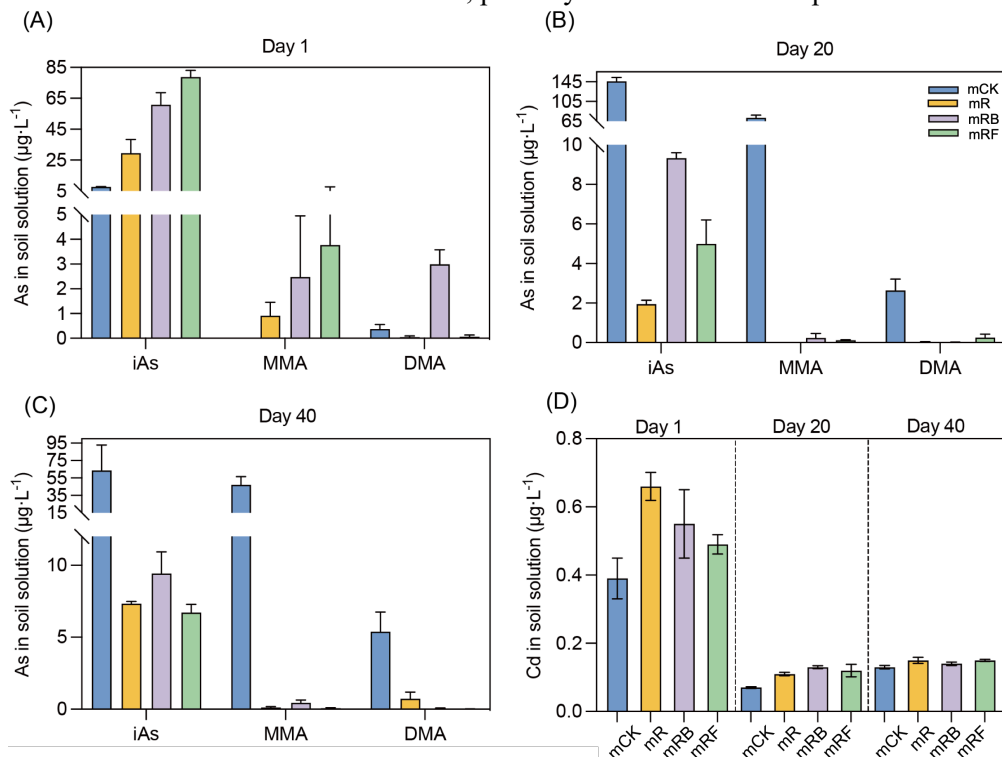 (A)
Day 1
As in soil solution (µg·L⁻¹)
85
65
45
25
5
5
4
3
2
1
0
iAs MMA DMA
(B)
Day 20
As in soil solution (µg·L⁻¹)
145
105
65
10
8
6
4
2
0
iAs MMA DMA
mCK
mR
mRB
mRF
(C)
Day 40
As in soil solution (µg·L⁻¹)
95
75
55
35
15
10
5
0
iAs MMA DMA
(D)
Day 1 Day 20 Day 40
Cd in soil solution (µg·L⁻¹)
0.8
0.6
0.4
0.2
0.0
mCK mR mRB mRF mCK mR mRB mRF mCK mR mRB mRF